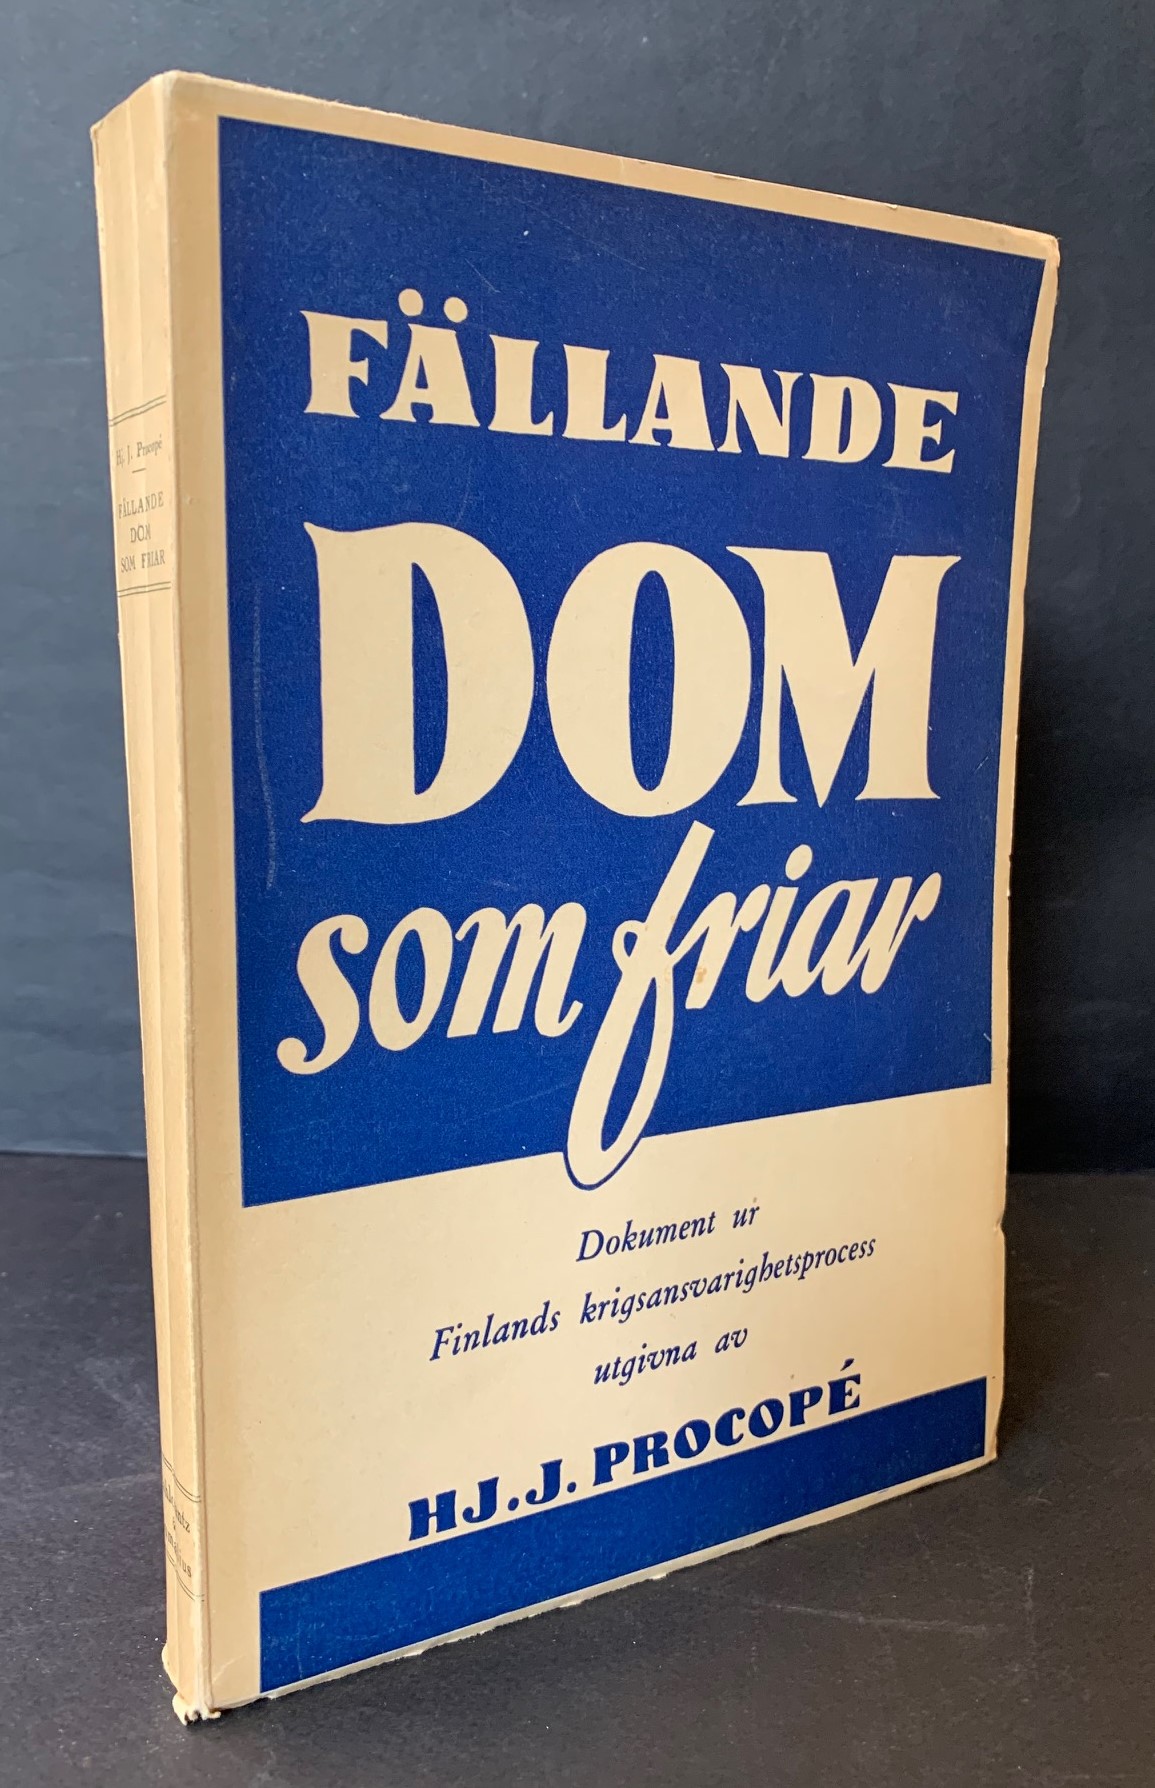 FÄLLANDE
DOM
som friar
Dokument ur
Finlands krigsansvarighetsprocess
utgivna av
HJ. J. PROCOPÉ
Hj. J. Procopé
FÄLLANDE
DOM
SOM FRIAR
&